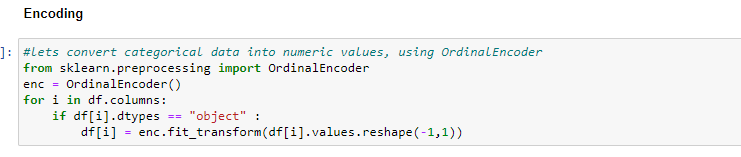 Encoding
]: #lets convert categorical data into numeric values, using OrdinalEncoder
from sklearn.preprocessing import OrdinalEncoder
enc = OrdinalEncoder()
for i in df.columns:
    if df[i].dtypes == "object" :
        df[i] = enc.fit_transform(df[i].values.reshape(-1,1))